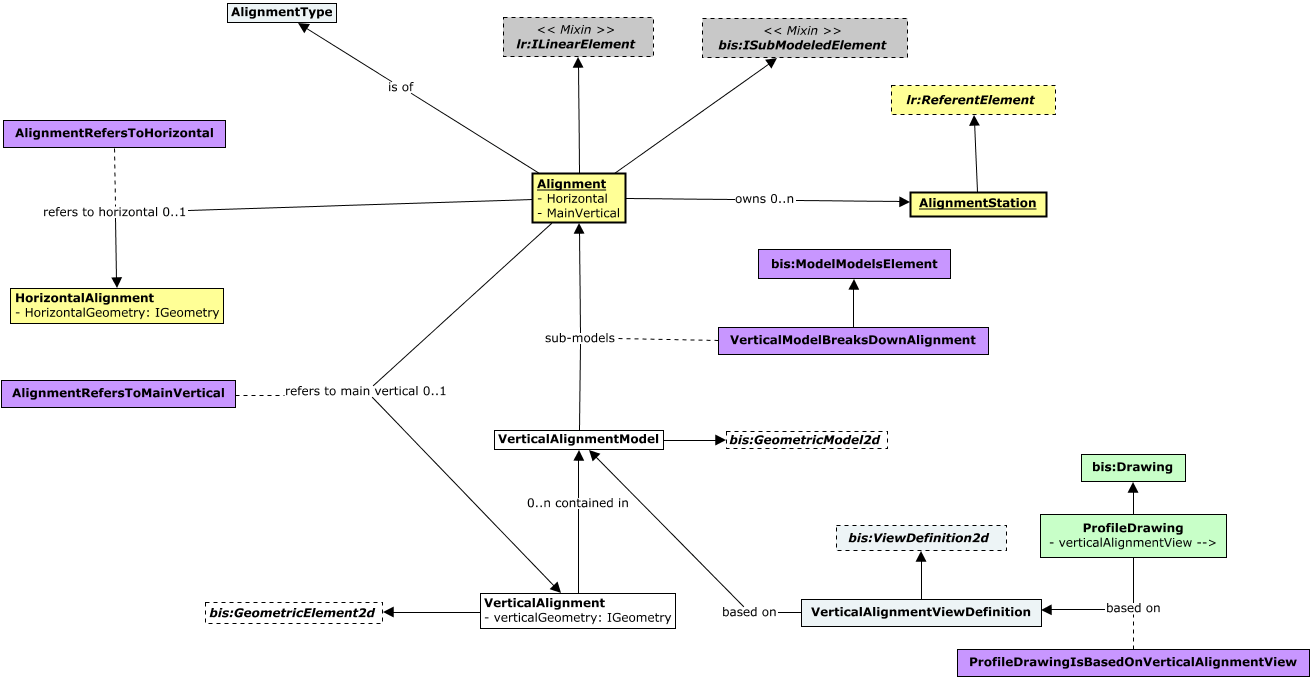 AlignmentType
<< Mixin >>
lr:ILinearElement
<< Mixin >>
bis:ISubModeledElement
is of
lr:ReferentElement
AlignmentRefersToHorizontal
Alignment
- Horizontal
- MainVertical
owns 0..n
AlignmentStation
refers to horizontal 0..1
bis:ModelModelsElement
HorizontalAlignment
- HorizontalGeometry: IGeometry
sub-models
VerticalModelBreaksDownAlignment
AlignmentRefersToMainVertical
refers to main vertical 0..1
VerticalAlignmentModel
bis:GeometricModel2d
bis:Drawing
0..n contained in
ProfileDrawing
- verticalAlignmentView -->
bis:ViewDefinition2d
bis:GeometricElement2d
VerticalAlignment
- verticalGeometry: IGeometry
based on
VerticalAlignmentViewDefinition
based on
ProfileDrawingIsBasedOnVerticalAlignmentView